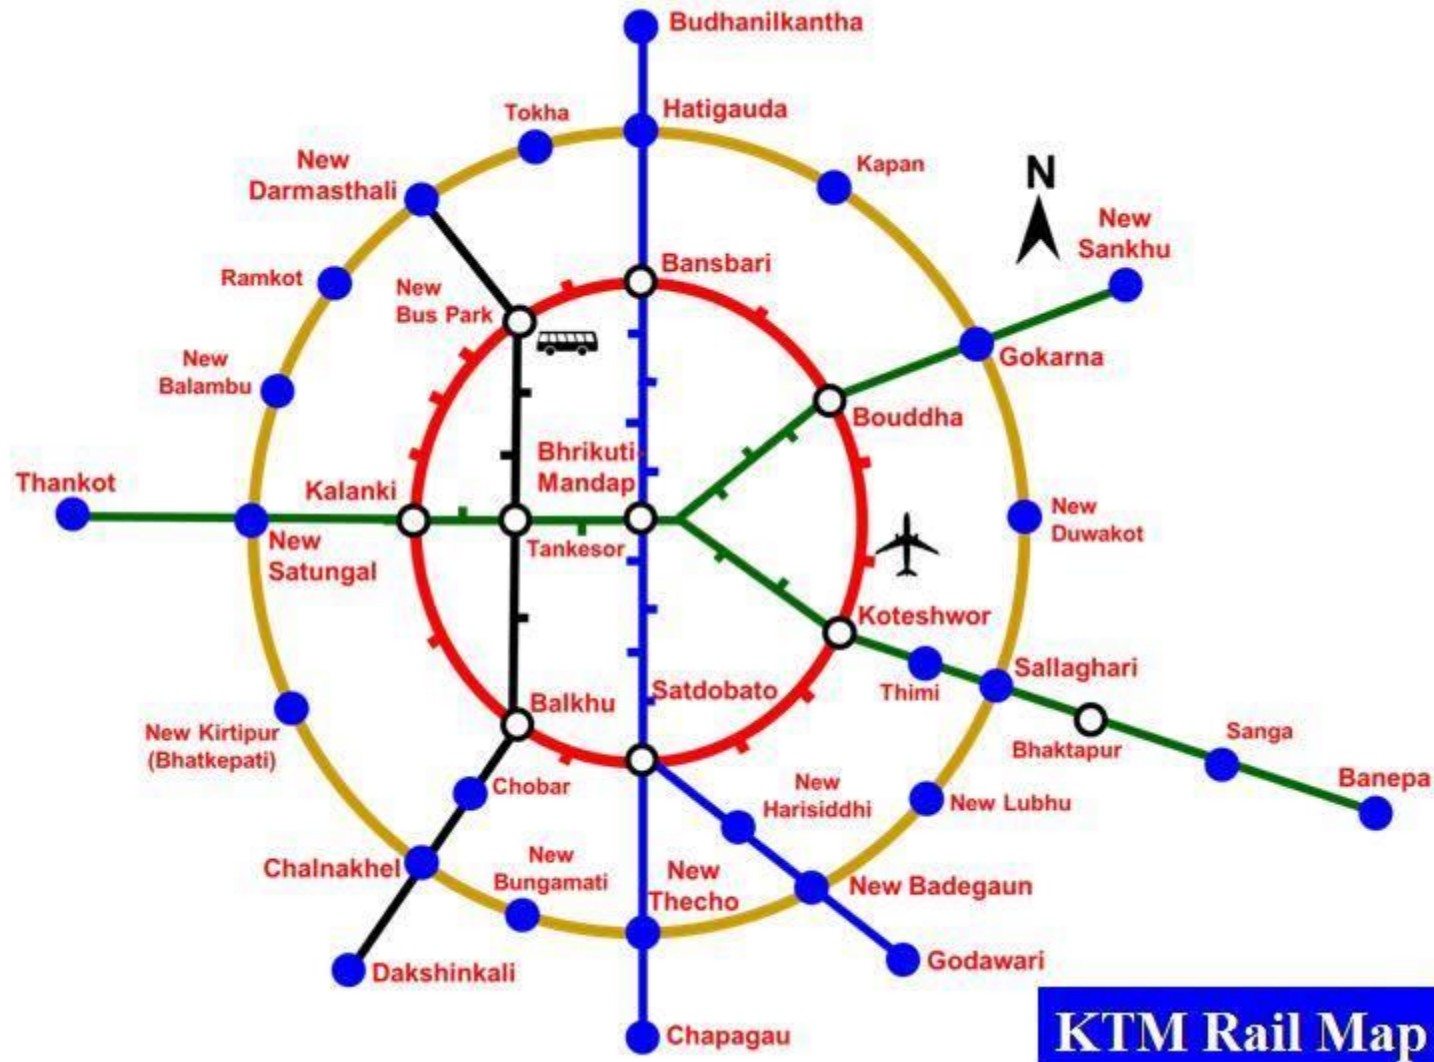 Budhanilkantha
Tokha
Hatigauda
New
Darmasthali
Kapan
N
New
Sankhu
Ramkot
New
Bus Park
Bansbari
New
Balambu
Gokarna
Bouddha
Thankot
Kalanki
Bhrikuti-
Mandap
New
Satungal
Tankesor
New
Duwakot
Koteshwor
Thimi
Sallaghari
New Kirtipur
(Bhatkepati)
Balkhu
Satdobato
Bhaktapur
Sanga
Banepa
Chobar
New
Harisiddhi
New Lubhu
Chalnakhel
New
Bungamati
New
Thecho
New Badegaun
Dakshinkali
Godawari
Chapagau
KTM Rail Map